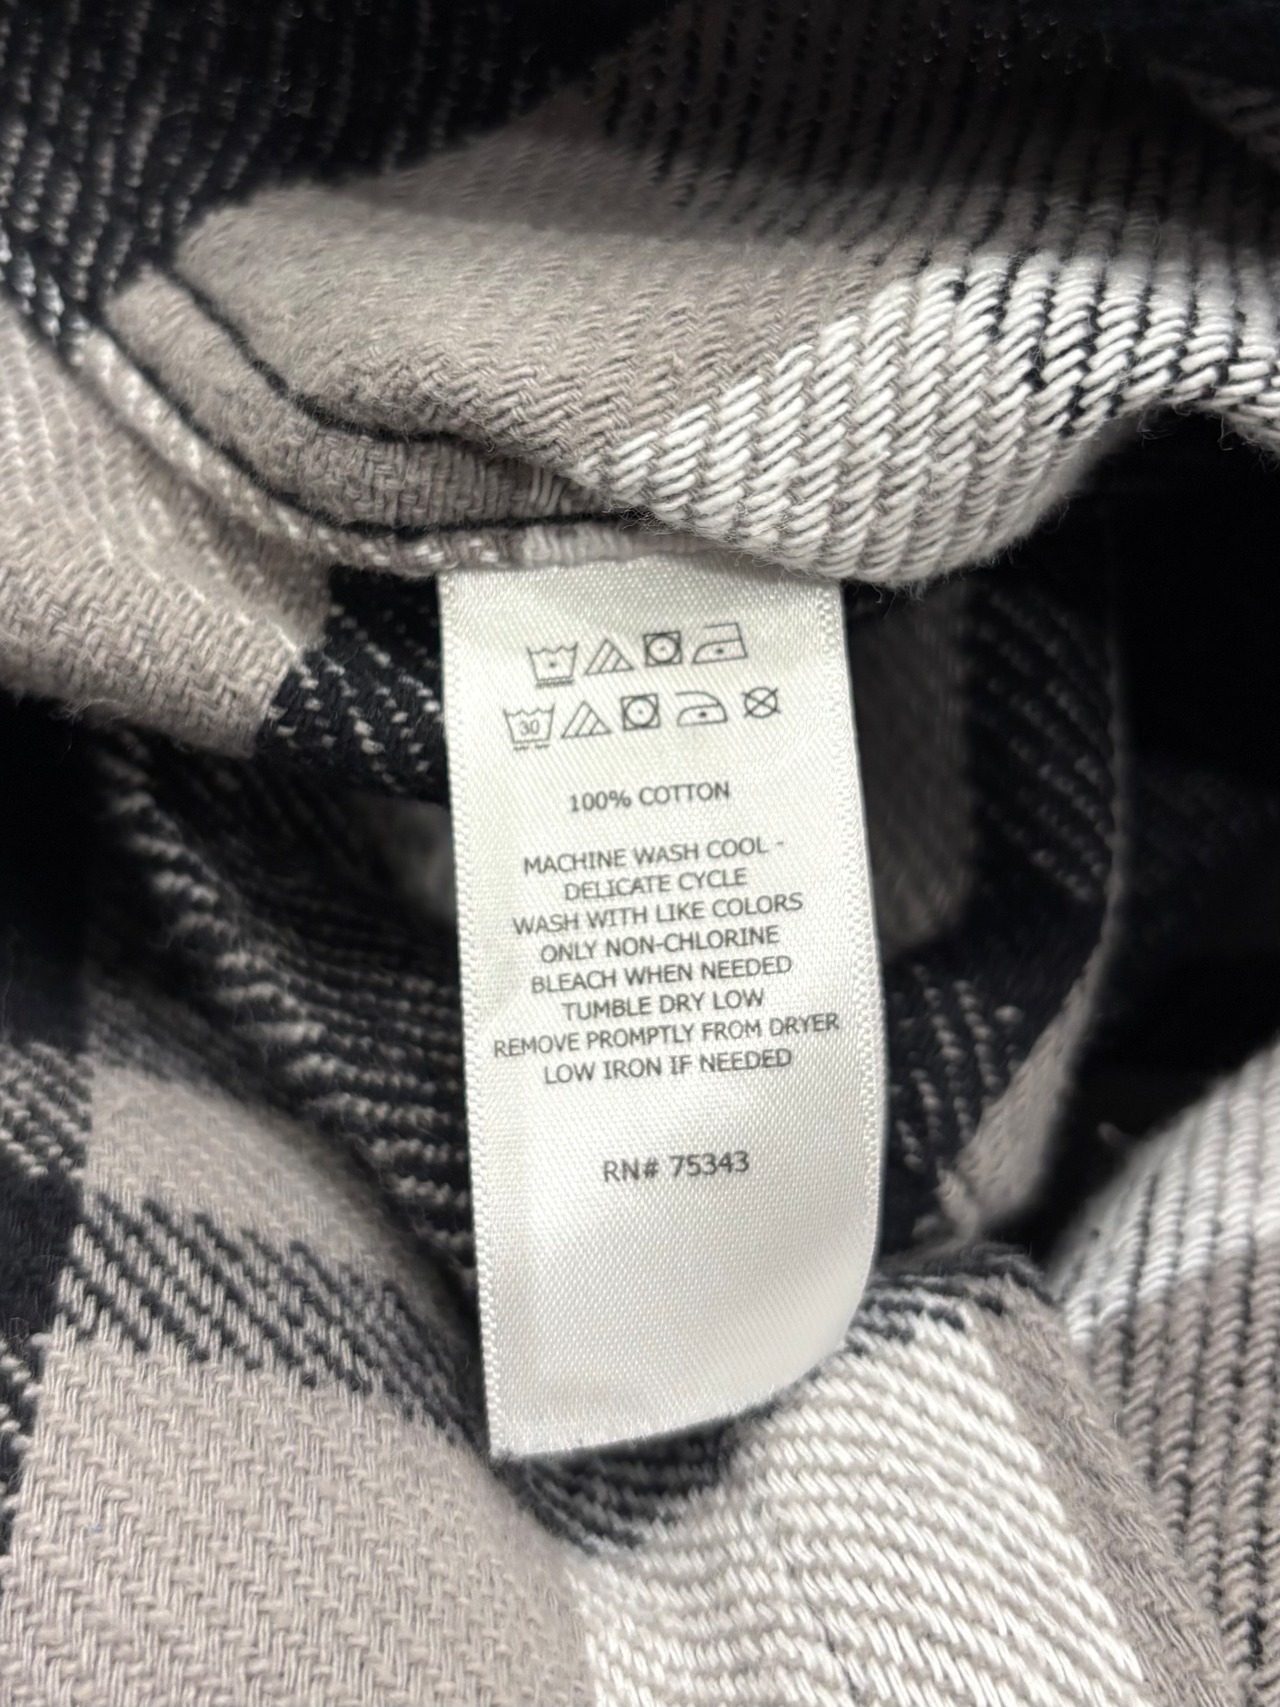 30
100% COTTON
MACHINE WASH COOL -
DELICATE CYCLE
WASH WITH LIKE COLORS
ONLY NON-CHLORINE
BLEACH WHEN NEEDED
TUMBLE DRY LOW
REMOVE PROMPTLY FROM DRYER
LOW IRON IF NEEDED
RN# 75343